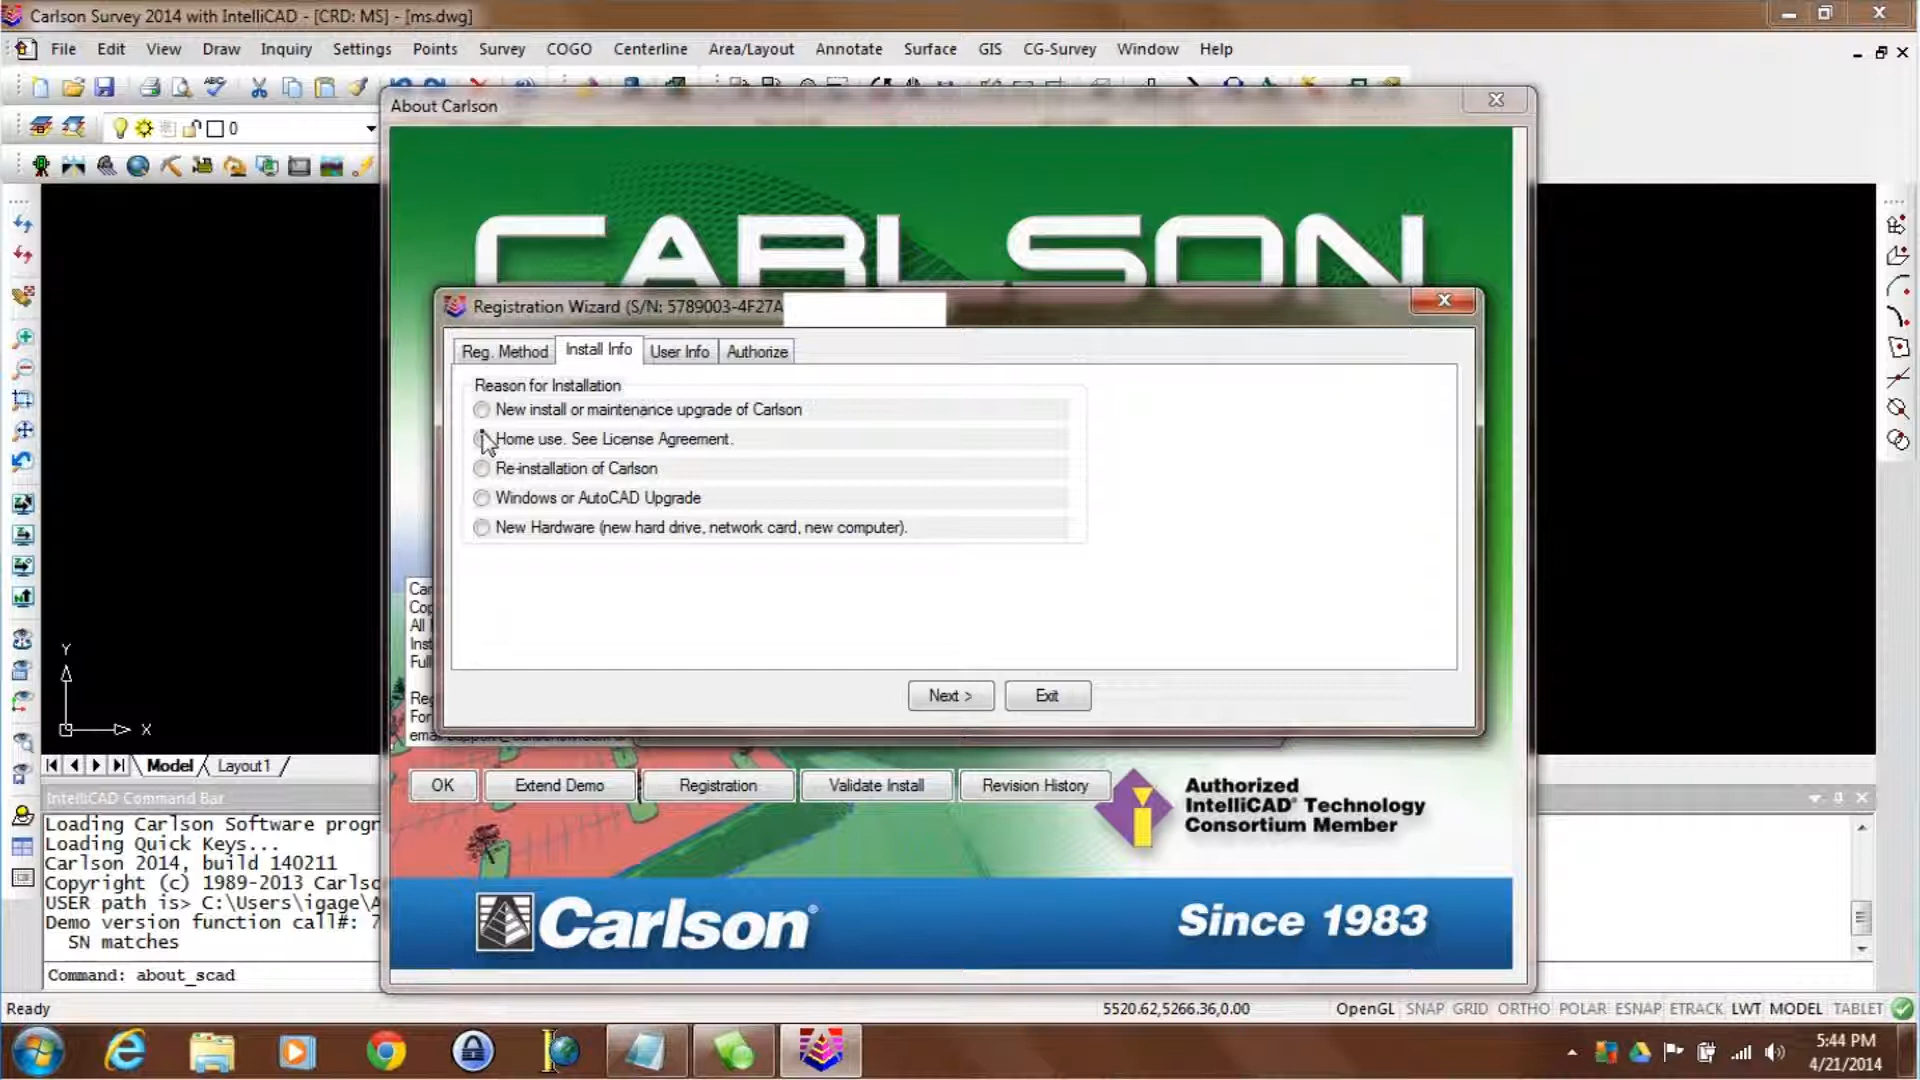 Carlson Survey 2014 with IntelliCAD - [CRD: MS] - [ms.dwg]
File Edit View Draw Inquiry Settings Points Survey COGO Centerline Area/Layout Annotate Surface GIS CG-Survey Window Help
About Carlson
0
CARLSON
Registration Wizard (S/N: 5789003-4F27A
Reg. Method Install Info User Info Authorize
Reason for Installation
New install or maintenance upgrade of Carlson
Home use. See License Agreement.
Re-installation of Carlson
Windows or AutoCAD Upgrade
New Hardware (new hard drive, network card, new computer).
Next > Exit
Y
X
Model Layout1
OK Extend Demo Registration Validate Install Revision History
Authorized
IntelliCAD® Technology
Consortium Member
IntelliCAD Command Bar
Loading Carlson Software progr
Loading Quick Keys...
Carlson 2014, build 140211
Copyright (c) 1989-2013 Carlso
USER path is> C:\Users\igage\A
Demo version function call#: 7
SN matches
Command: about_scad
Carlson® Since 1983
Ready 5520.62,5266.36,0.00 OpenGL SNAP GRID ORTHO POLAR ESNAP ETRACK LWT MODEL TABLET
5:44 PM
4/21/2014